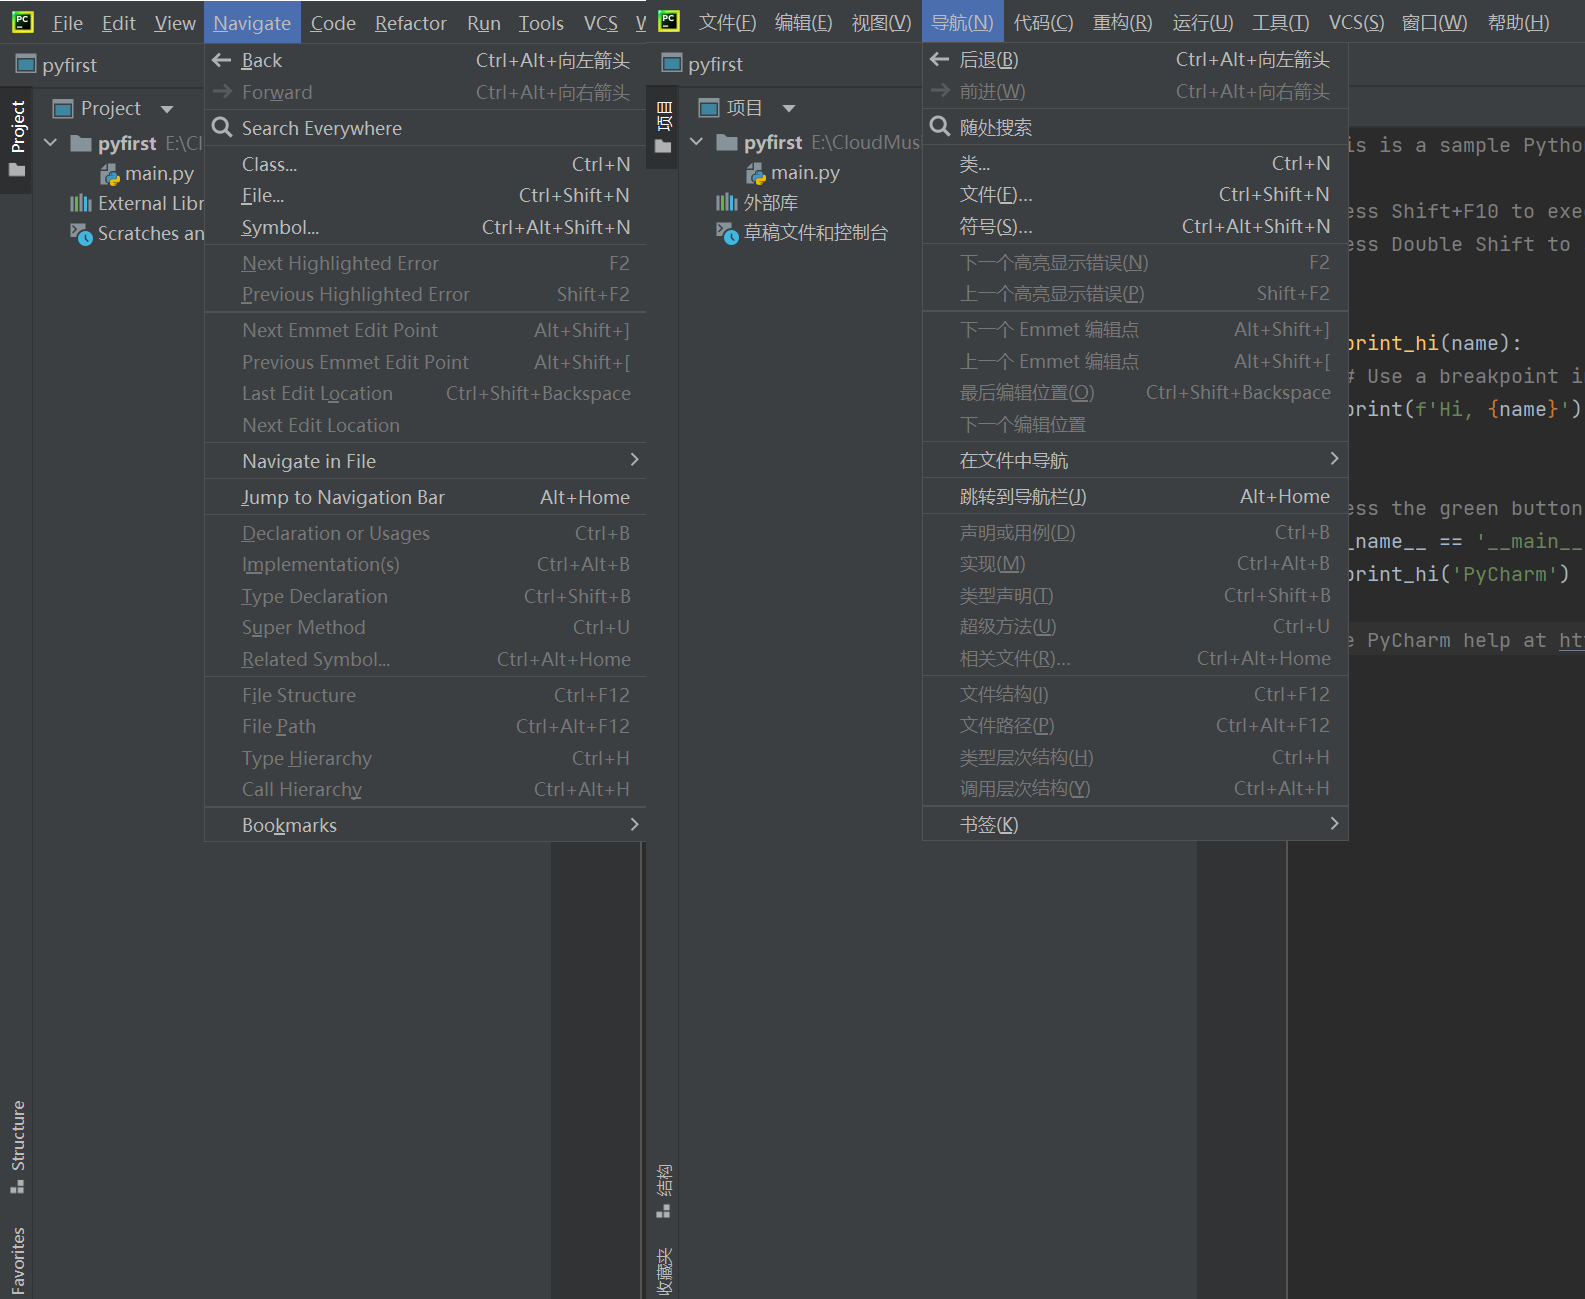 File Edit View Navigate Code Refactor Run Tools VCS
pyfirst
Project
Project
pyfirst E:\Cl
main.py
External Libr
Scratches an
Back Ctrl+Alt+向左箭头
Forward Ctrl+Alt+向右箭头
Search Everywhere
Class... Ctrl+N
File... Ctrl+Shift+N
Symbol... Ctrl+Alt+Shift+N
Next Highlighted Error F2
Previous Highlighted Error Shift+F2
Next Emmet Edit Point Alt+Shift+]
Previous Emmet Edit Point Alt+Shift+[
Last Edit Location Ctrl+Shift+Backspace
Next Edit Location
Navigate in File
Jump to Navigation Bar Alt+Home
Declaration or Usages Ctrl+B
Implementation(s) Ctrl+Alt+B
Type Declaration Ctrl+Shift+B
Super Method Ctrl+U
Related Symbol... Ctrl+Alt+Home
File Structure Ctrl+F12
File Path Ctrl+Alt+F12
Type Hierarchy Ctrl+H
Call Hierarchy Ctrl+Alt+H
Bookmarks
Structure
Favorites
文件(F) 编辑(E) 视图(V) 导航(N) 代码(C) 重构(R) 运行(U) 工具(T) VCS(S) 窗口(W) 帮助(H)
pyfirst
项目
项目
pyfirst E:\CloudMus
main.py
外部库
草稿文件和控制台
后退(B) Ctrl+Alt+向左箭头
前进(W) Ctrl+Alt+向右箭头
随处搜索
类... Ctrl+N
文件(F)... Ctrl+Shift+N
符号(S)... Ctrl+Alt+Shift+N
下一个高亮显示错误(N) F2
上一个高亮显示错误(P) Shift+F2
下一个 Emmet 编辑点 Alt+Shift+]
上一个 Emmet 编辑点 Alt+Shift+[
最后编辑位置(O) Ctrl+Shift+Backspace
下一个编辑位置
在文件中导航
跳转到导航栏(J) Alt+Home
声明或用例(D) Ctrl+B
实现(M) Ctrl+Alt+B
类型声明(T) Ctrl+Shift+B
超级方法(U) Ctrl+U
相关文件(R)... Ctrl+Alt+Home
文件结构(I) Ctrl+F12
文件路径(P) Ctrl+Alt+F12
类型层次结构(H) Ctrl+H
调用层次结构(Y) Ctrl+Alt+H
书签(K)
结构
收藏夹
is is a sample Pytho
ess Shift+F10 to exe
ess Double Shift to
print_hi(name):
# Use a breakpoint i
print(f'Hi, {name}')
ess the green button
_name__ == '__main__
print_hi('PyCharm')
e PyCharm help at ht